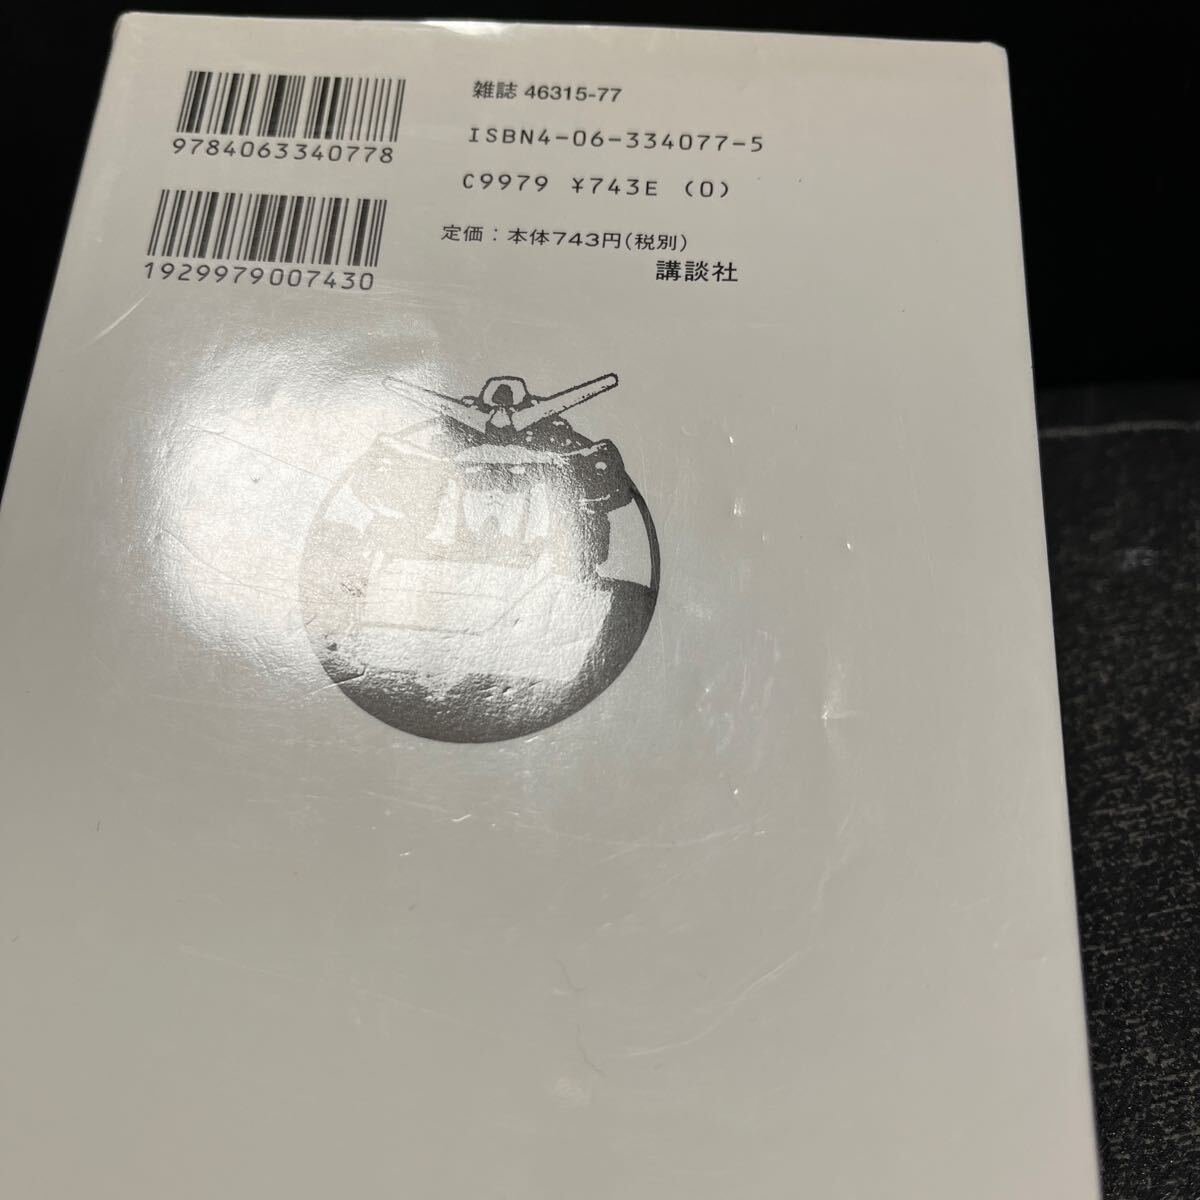 雑誌 46315-77
9784063340778
ISBN4-06-334077-5
C9979 ¥743E (0)
1929979007430
定価：本体743円(税別)
講談社